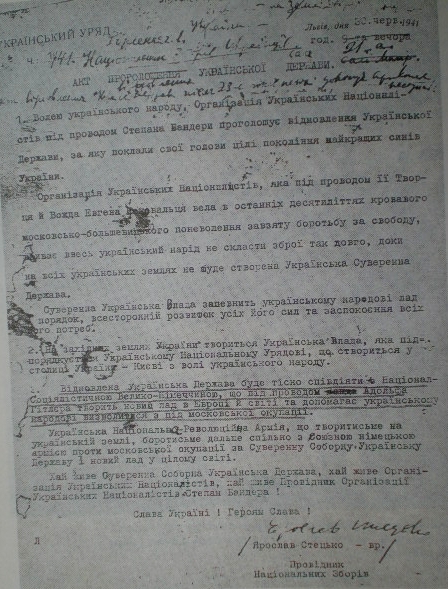 УКРАЇНСЬКИЙ УРЯД
Львів, дня 30. черв. 1941
ч. год. вечора
АКТ ПРОГОЛОШЕННЯ УКРАЇНСЬКОЇ ДЕРЖАВИ.
1. Волею українського народу, Організація Українських Націоналі-
стів під проводом Степана Бандери проголошує відновлення Української
Держави, за яку поклали свої голови цілі покоління найкращих синів
України.
Організація Українських Націоналістів, яка під проводом її Твор-
ця й Вождя Евгена Коновальця вела в останніх десятиліттях кровавого
московсько-большевицького поневолення завзяту боротьбу за свободу,
взиває ввесь український нарід не скласти зброї так довго, доки
на всіх українських землях не буде створена Українська Суверенна
Держава.
Суверенна Українська Влада запевнить українському народові лад
порядок, всесторонній розвиток усіх його сил та заспокоєння всіх
його потреб.
2. На західних землях України твориться Українська Влада, яка під-
порядкується Українському Національному Урядові, що створиться у
столиці України – Києві з волі українського народу.
Відновлена Українська Держава буде тісно співдіяти з Націонал-
Соціялістичною Велико-Німеччиною, що під проводом Адольфа
Гітлера творить новий лад в Европі й світі та допомагає українському
народові визволитися з під московської окупації.
Українська Національна-Революційна Армія, що творитиме на
українській землі, боротиме дальше спільно з союзною німецькою
армією проти московської окупації за Суверенну Соборну Українську
Державу і новий лад у цілому світі.
Хай живе Суверенна Соборна Українська Держава, хай живе Органі-
зація Українських Націоналістів, хай живе Провідник Організації
Українських Націоналістів Степан Бандера !
Слава Україні ! Героям Слава !
/ Ярослав Стецько – вр./
Провідник
Національних Зборів